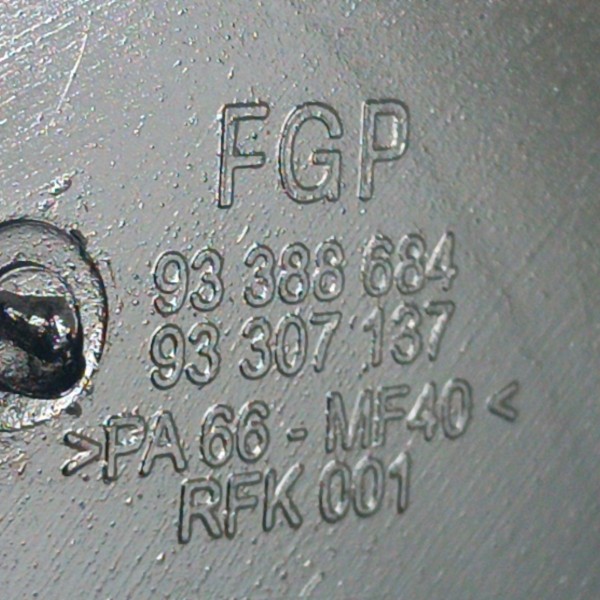 FGP
93 388 684
93 307 137
>PA 66 - MF40 <
RFK 001